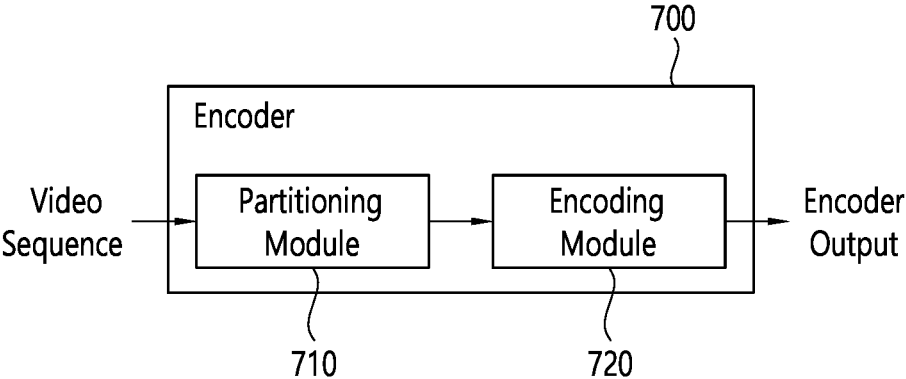 700
Encoder
Video
Sequence
Partitioning
Module
Encoding
Module
Encoder
Output
710
720